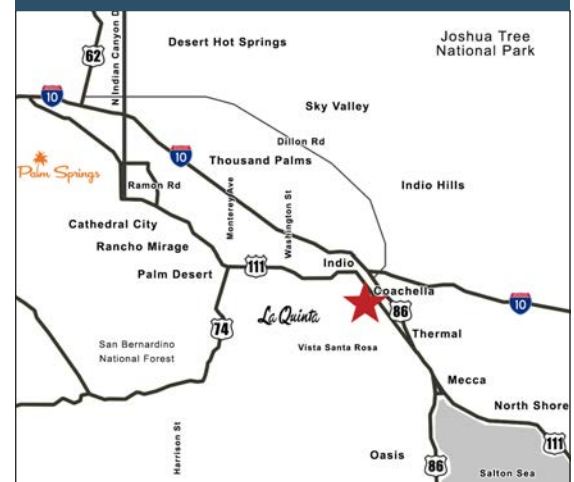 Desert Hot Springs
Joshua Tree
National Park
62
N Indian Canyon D
10
Sky Valley
Dillon Rd
10
Thousand Palms
Palm Springs
Ramon Rd
Indio Hills
Monterey Ave
Washington St
Cathedral City
Rancho Mirage
Indio
111
Palm Desert
Coachella
10
86
La Quinta
74
Thermal
San Bernardino
National Forest
Vista Santa Rosa
Mecca
North Shore
Harrison St
111
Oasis
86
Salton Sea